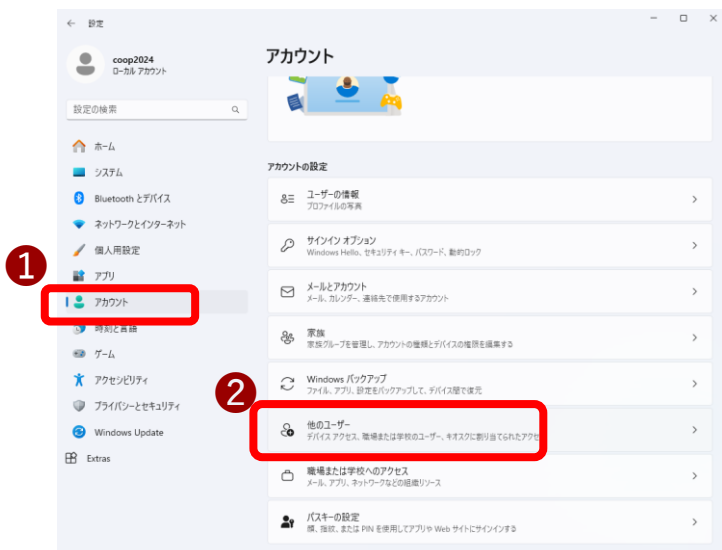 設定
coop2024
ローカル アカウント
設定の検索
ホーム
システム
Bluetooth とデバイス
ネットワークとインターネット
個人用設定
1
アプリ
アカウント
時刻と言語
ゲーム
アクセシビリティ
プライバシーとセキュリティ
Windows Update
Extras
アカウント
アカウントの設定
ユーザーの情報
プロファイルの写真
サインイン オプション
Windows Hello、セキュリティ キー、パスワード、動的ロック
メールとアカウント
メール、カレンダー、連絡先で使用するアカウント
家族
家族グループを管理し、アカウントの種類とデバイスの権限を編集する
Windows バックアップ
ファイル、アプリ、設定をバックアップして、デバイス間で復元
2
他のユーザー
デバイス アクセス、職場または学校のユーザー、キオスクに割り当てられたアクセ
職場または学校へのアクセス
メール、アプリ、ネットワークなどの組織リソース
パスキーの設定
顔、指紋、または PIN を使用してアプリや Web サイトにサインインする